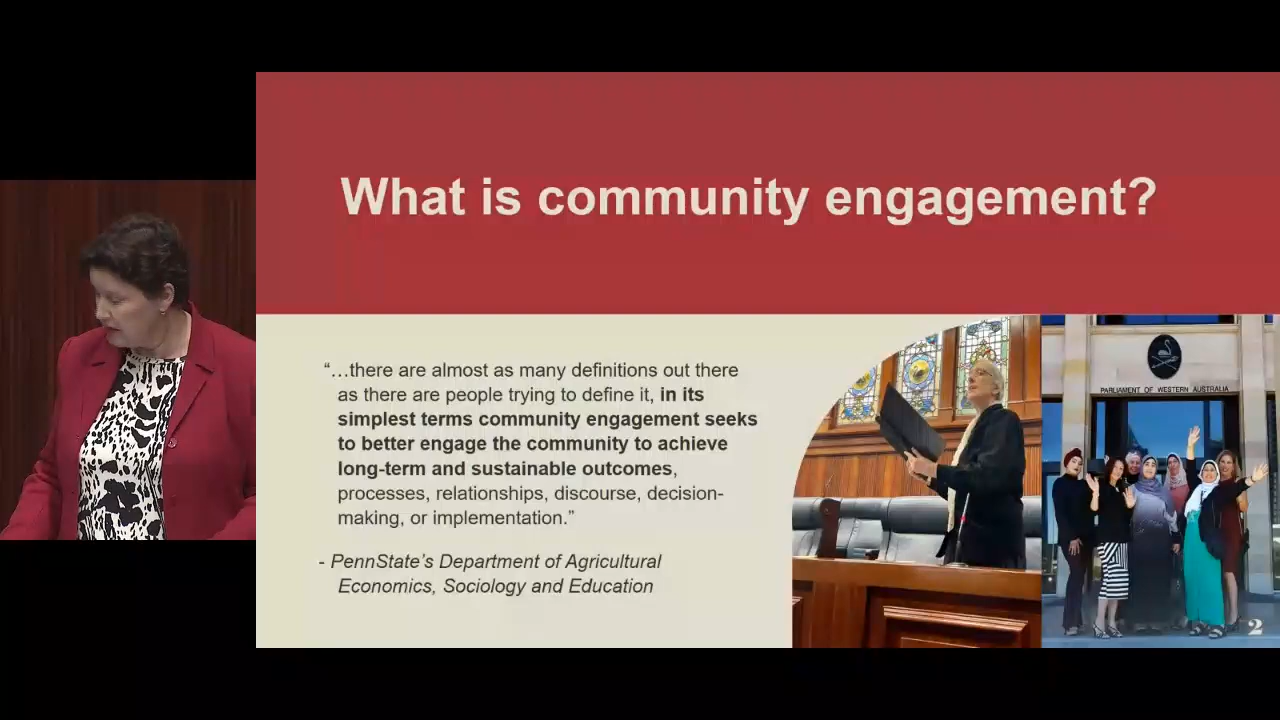 What is community engagement?
“…there are almost as many definitions out there
as there are people trying to define it, in its
simplest terms community engagement seeks
to better engage the community to achieve
long-term and sustainable outcomes,
processes, relationships, discourse, decision-
making, or implementation.”
- PennState’s Department of Agricultural
Economics, Sociology and Education
PARLIAMENT OF WESTERN AUSTRALIA
2